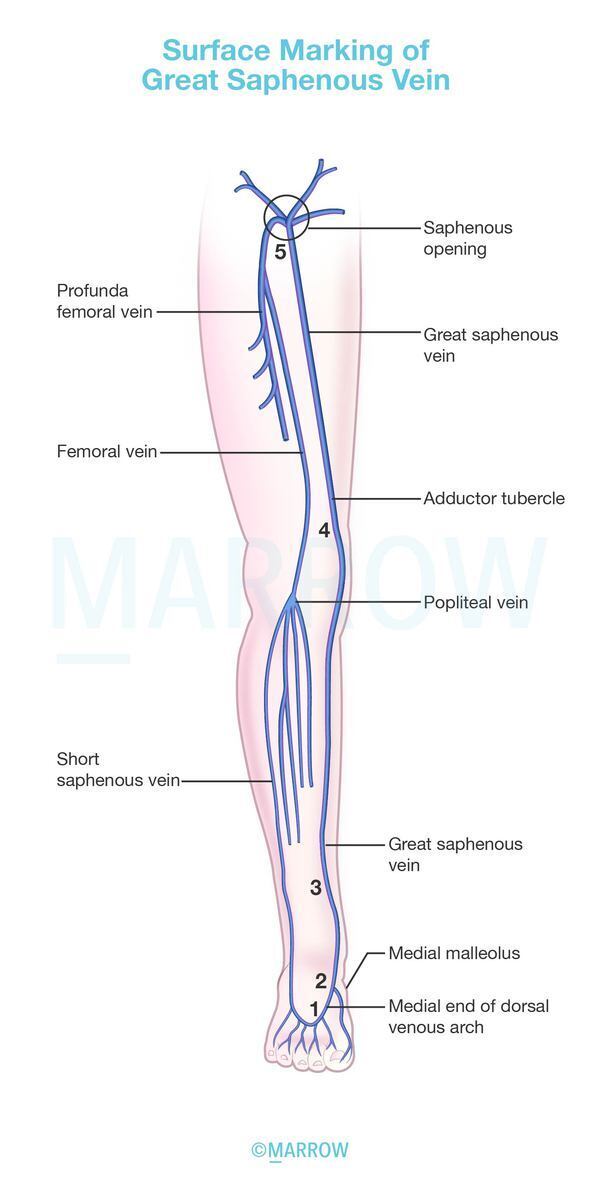 Surface Marking of
Great Saphenous Vein
Saphenous
opening
5
Profunda
femoral vein
Great saphenous
vein
Femoral vein
Adductor tubercle
4
MARROW
Popliteal vein
Short
saphenous vein
Great saphenous
vein
3
Medial malleolus
2
1
Medial end of dorsal
venous arch
©MARROW